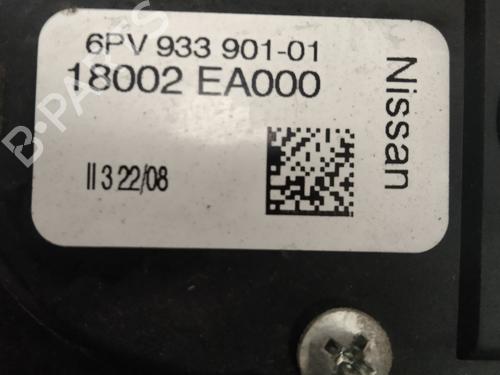 6PV 933 901-01
18002 EA000
Nissan
II 3 22/08
B-PARTS